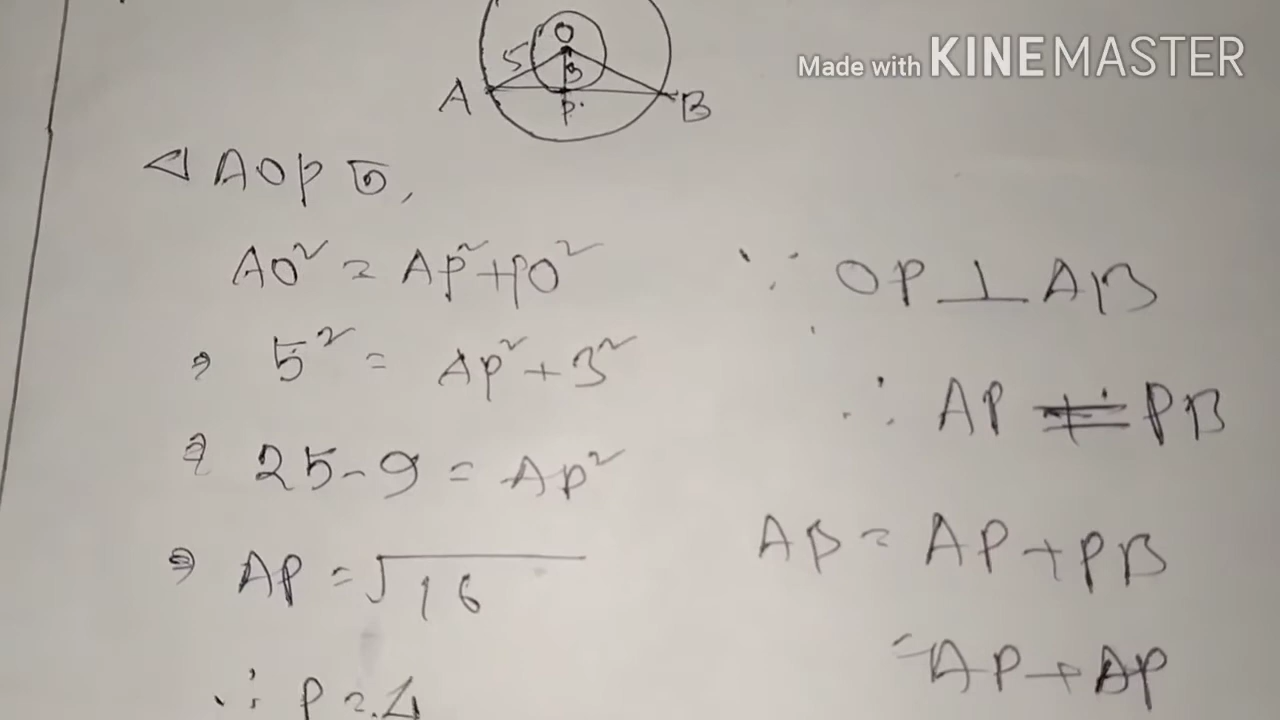 Made with KINEMASTER
O
5
3
A
P
B
◁ AOP ত,
AO² = AP² + PO²
⇒ 5² = AP² + 3²
⇒ 25 - 9 = AP²
⇒ AP = √16
∴ P = 4
∵ OP ⊥ AB
∴ AP = PB
AB = AP + PB
= AP + AP